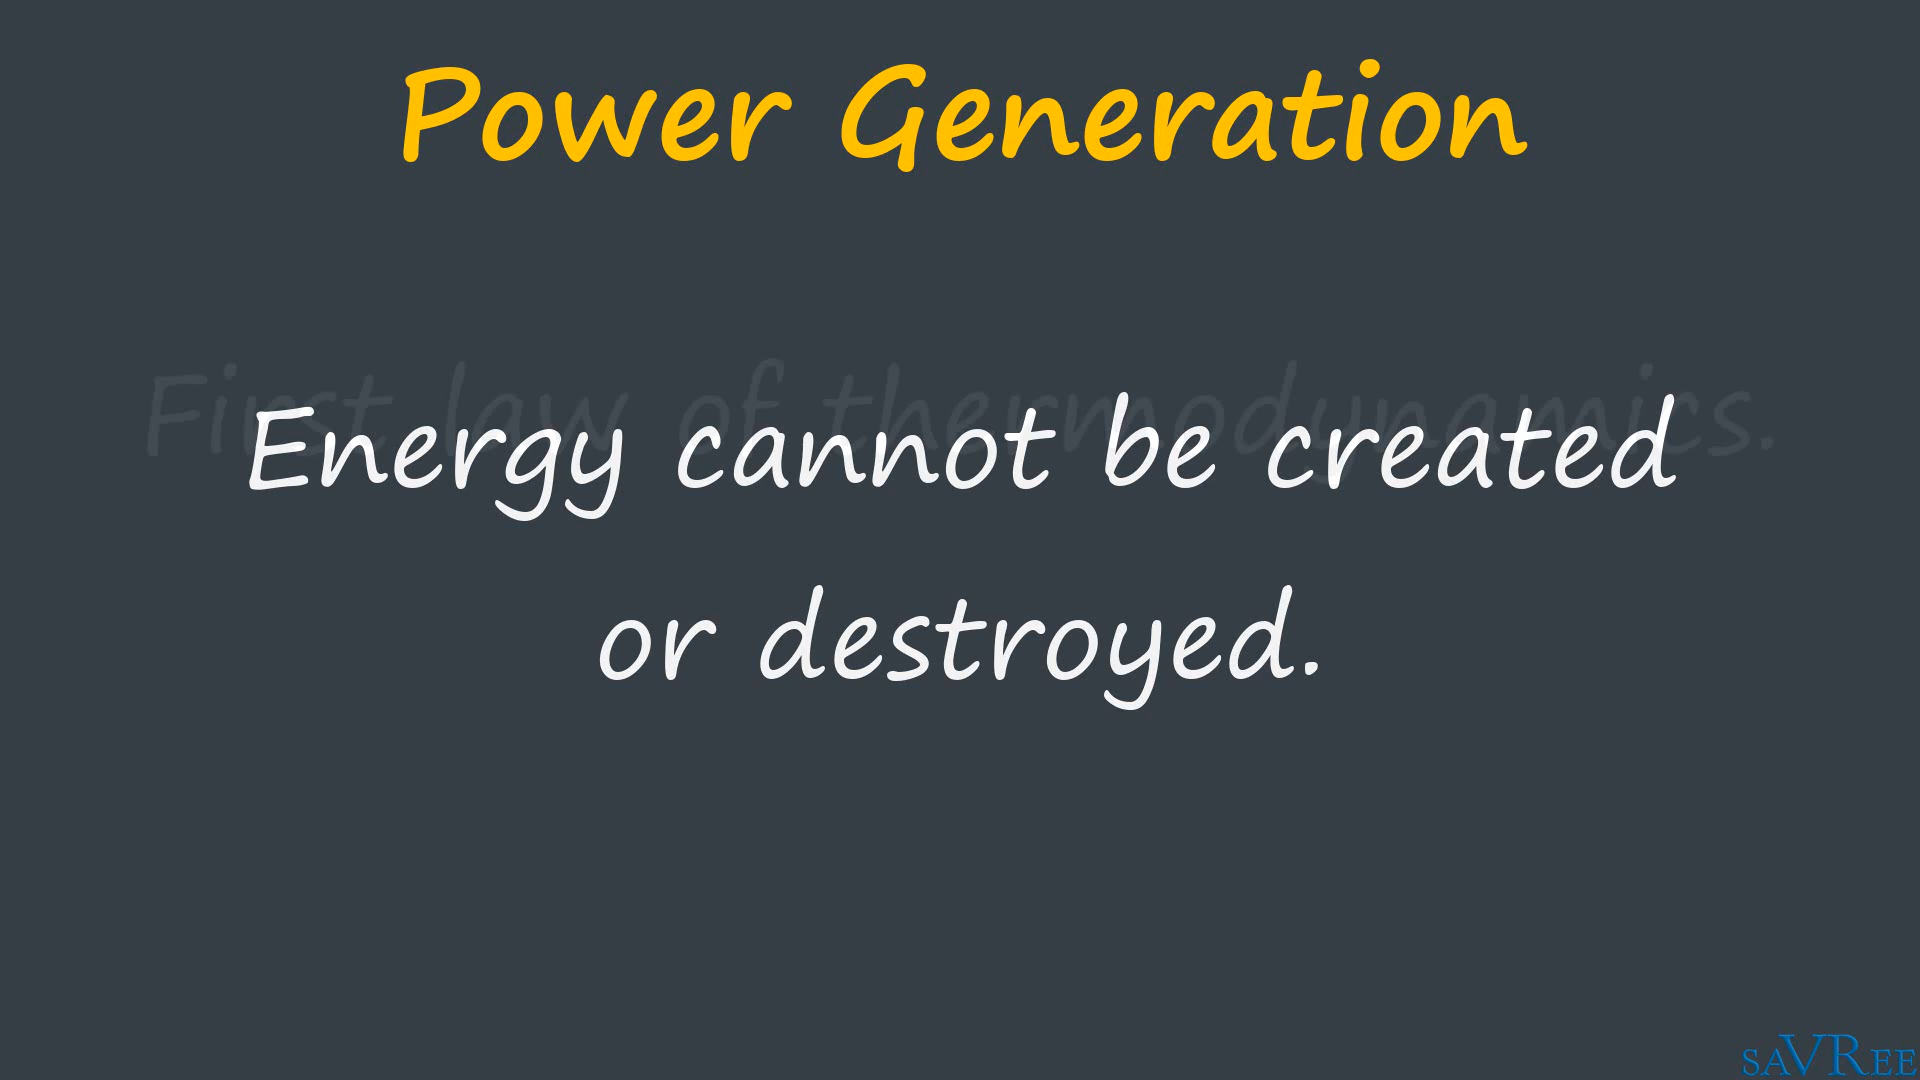 Power Generation
First law of thermodynamics.
Energy cannot be created
or destroyed.
saVRee